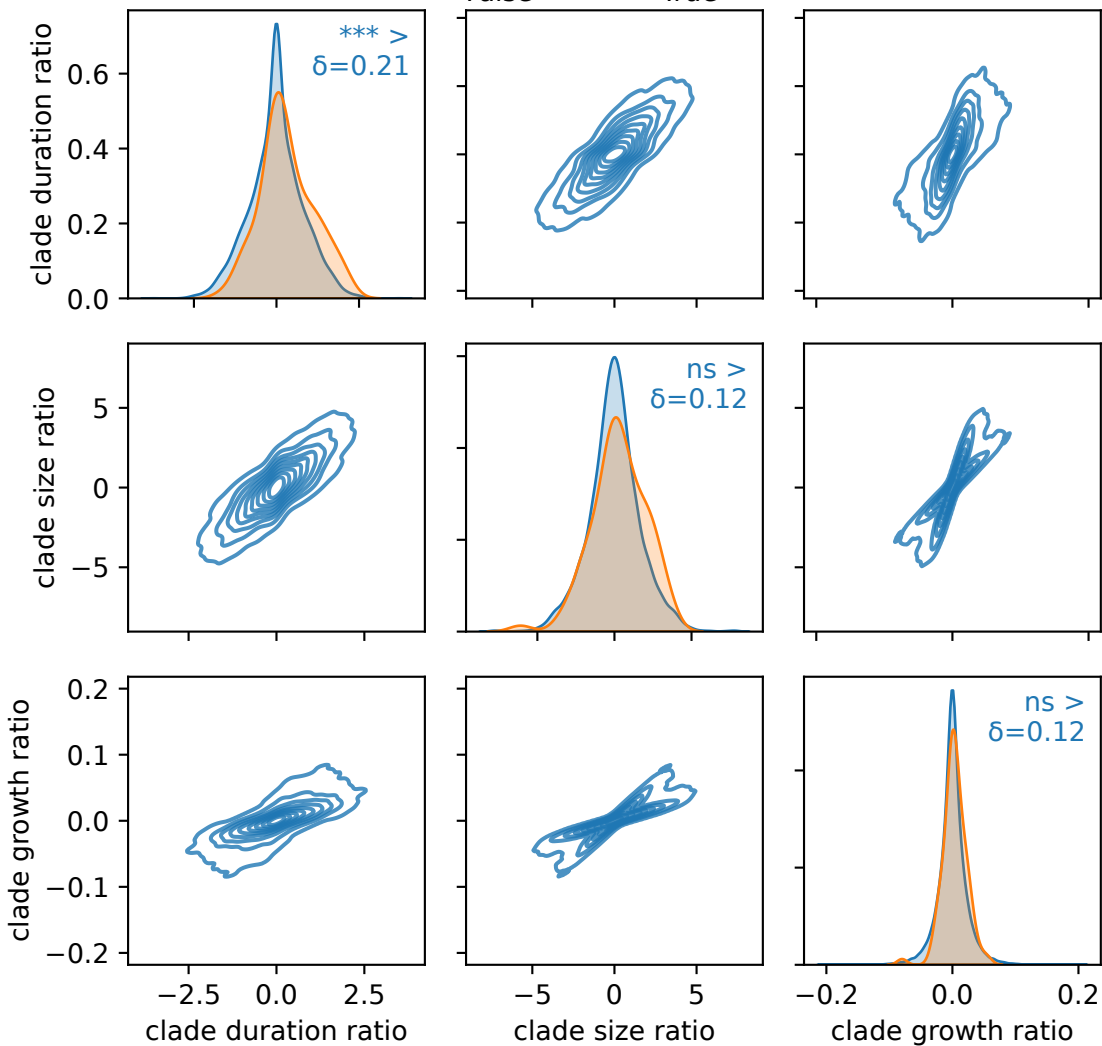 *** >
δ=0.21
clade duration ratio
0.6
0.4
0.2
0.0
ns >
δ=0.12
clade size ratio
5
0
−5
ns >
δ=0.12
clade growth ratio
0.2
0.1
0.0
−0.1
−0.2
−2.5 0.0 2.5
−5 0 5
−0.2 0.0 0.2
clade duration ratio
clade size ratio
clade growth ratio